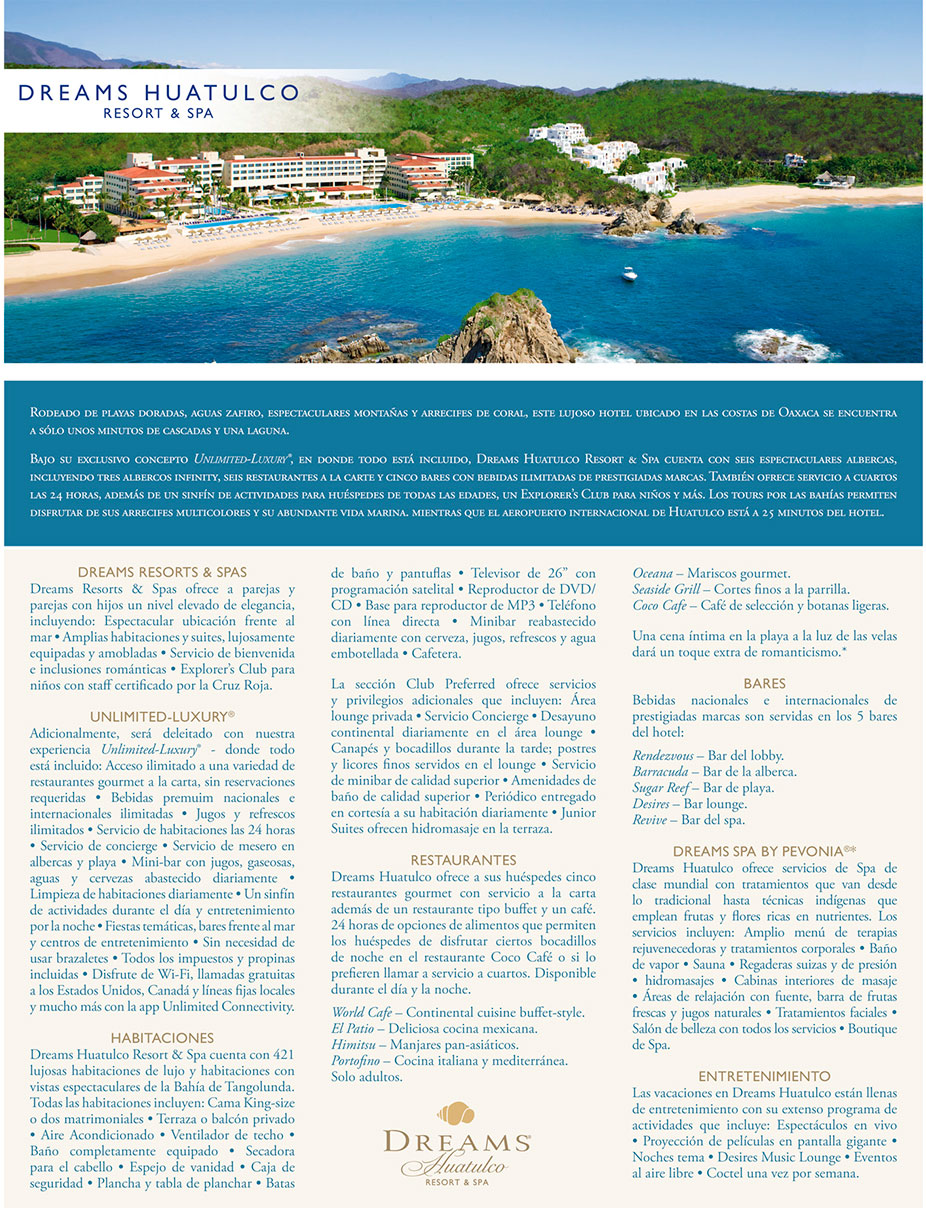 DREAMS HUATULCO
RESORT & SPA
Rodeado de playas doradas, aguas zafiro, espectaculares montañas y arrecifes de coral, este lujoso hotel ubicado en las costas de Oaxaca se encuentra
a sólo unos minutos de cascadas y una laguna.
Bajo su exclusivo concepto Unlimited-Luxury®, en donde todo está incluido, Dreams Huatulco Resort & Spa cuenta con seis espectaculares albercas,
incluyendo tres albercos infinity, seis restaurantes a la carte y cinco bares con bebidas ilimitadas de prestigiadas marcas. También ofrece servicio a cuartos
las 24 horas, además de un sinfín de actividades para huéspedes de todas las edades, un Explorer's Club para niños y más. Los tours por las bahías permiten
disfrutar de sus arrecifes multicolores y su abundante vida marina. mientras que el aeropuerto internacional de Huatulco está a 25 minutos del hotel.
DREAMS RESORTS & SPAS
Dreams Resorts & Spas ofrece a parejas y
parejas con hijos un nivel elevado de elegancia,
incluyendo: Espectacular ubicación frente al
mar • Amplias habitaciones y suites, lujosamente
equipadas y amobladas • Servicio de bienvenida
e inclusiones románticas • Explorer's Club para
niños con staff certificado por la Cruz Roja.
UNLIMITED-LUXURY®
Adicionalmente, será deleitado con nuestra
experiencia Unlimited-Luxury® - donde todo
está incluido: Acceso ilimitado a una variedad de
restaurantes gourmet a la carta, sin reservaciones
requeridas • Bebidas premuim nacionales e
internacionales ilimitadas • Jugos y refrescos
ilimitados • Servicio de habitaciones las 24 horas
• Servicio de concierge • Servicio de mesero en
albercas y playa • Mini-bar con jugos, gaseosas,
aguas y cervezas abastecido diariamente •
Limpieza de habitaciones diariamente • Un sinfín
de actividades durante el día y entretenimiento
por la noche • Fiestas temáticas, bares frente al mar
y centros de entretenimiento • Sin necesidad de
usar brazaletes • Todos los impuestos y propinas
incluidas • Disfrute de Wi-Fi, llamadas gratuitas
a los Estados Unidos, Canadá y líneas fijas locales
y mucho más con la app Unlimited Connectivity.
HABITACIONES
Dreams Huatulco Resort & Spa cuenta con 421
lujosas habitaciones de lujo y habitaciones con
vistas espectaculares de la Bahía de Tangolunda.
Todas las habitaciones incluyen: Cama King-size
o dos matrimoniales • Terraza o balcón privado
• Aire Acondicionado • Ventilador de techo •
Baño completamente equipado • Secadora
para el cabello • Espejo de vanidad • Caja de
seguridad • Plancha y tabla de planchar • Batas
de baño y pantuflas • Televisor de 26” con
programación satelital • Reproductor de DVD/
CD • Base para reproductor de MP3 • Teléfono
con línea directa • Minibar reabastecido
diariamente con cerveza, jugos, refrescos y agua
embotellada • Cafetera.
La sección Club Preferred ofrece servicios
y privilegios adicionales que incluyen: Área
lounge privada • Servicio Concierge • Desayuno
continental diariamente en el área lounge •
Canapés y bocadillos durante la tarde; postres
y licores finos servidos en el lounge • Servicio
de minibar de calidad superior • Amenidades de
baño de calidad superior • Periódico entregado
en cortesía a su habitación diariamente • Junior
Suites ofrecen hidromasaje en la terraza.
RESTAURANTES
Dreams Huatulco ofrece a sus huéspedes cinco
restaurantes gourmet con servicio a la carta
además de un restaurante tipo buffet y un café.
24 horas de opciones de alimentos que permiten
los huéspedes de disfrutar ciertos bocadillos
de noche en el restaurante Coco Café o si lo
prefieren llamar a servicio a cuartos. Disponible
durante el día y la noche.
World Cafe – Continental cuisine buffet-style.
El Patio – Deliciosa cocina mexicana.
Himitsu – Manjares pan-asiáticos.
Portofino – Cocina italiana y mediterránea.
Solo adultos.
DREAMS®
Huatulco
RESORT & SPA
Oceana – Mariscos gourmet.
Seaside Grill – Cortes finos a la parrilla.
Coco Cafe – Café de selección y botanas ligeras.
Una cena íntima en la playa a la luz de las velas
dará un toque extra de romanticismo.*
BARES
Bebidas nacionales e internacionales de
prestigiadas marcas son servidas en los 5 bares
del hotel:
Rendezvous – Bar del lobby.
Barracuda – Bar de la alberca.
Sugar Reef – Bar de playa.
Desires – Bar lounge.
Revive – Bar del spa.
DREAMS SPA BY PEVONIA®*
Dreams Huatulco ofrece servicios de Spa de
clase mundial con tratamientos que van desde
lo tradicional hasta técnicas indígenas que
emplean frutas y flores ricas en nutrientes. Los
servicios incluyen: Amplio menú de terapias
rejuvenecedoras y tratamientos corporales • Baño
de vapor • Sauna • Regaderas suizas y de presión
• hidromasajes • Cabinas interiores de masaje
• Áreas de relajación con fuente, barra de frutas
frescas y jugos naturales • Tratamientos faciales •
Salón de belleza con todos los servicios • Boutique
de Spa.
ENTRETENIMIENTO
Las vacaciones en Dreams Huatulco están llenas
de entretenimiento con su extenso programa de
actividades que incluye: Espectáculos en vivo
• Proyección de películas en pantalla gigante •
Noches tema • Desires Music Lounge • Eventos
al aire libre • Coctel una vez por semana.